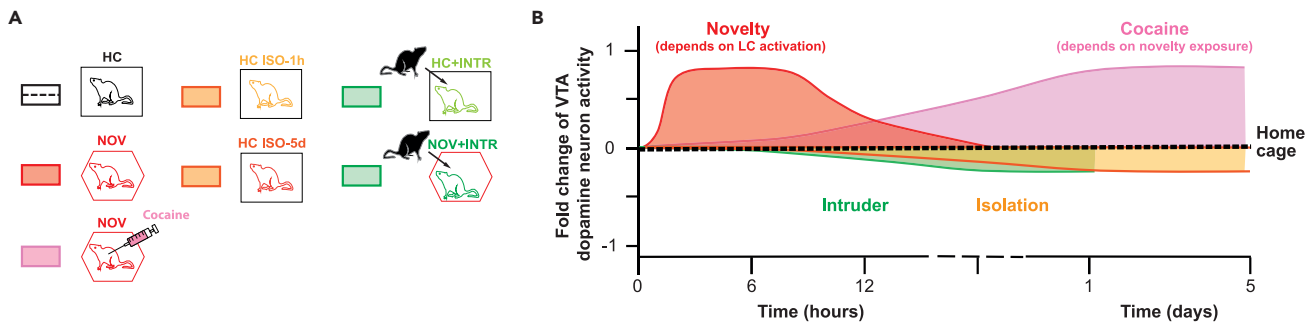 A
HC
HC ISO-1h
HC+INTR
NOV
HC ISO-5d
NOV+INTR
NOV
Cocaine
B
Fold change of VTA
dopamine neuron activity
1
0
-1
Novelty
(depends on LC activation)
Cocaine
(depends on novelty exposure)
Home
cage
Intruder
Isolation
0
6
12
1
5
Time (hours)
Time (days)